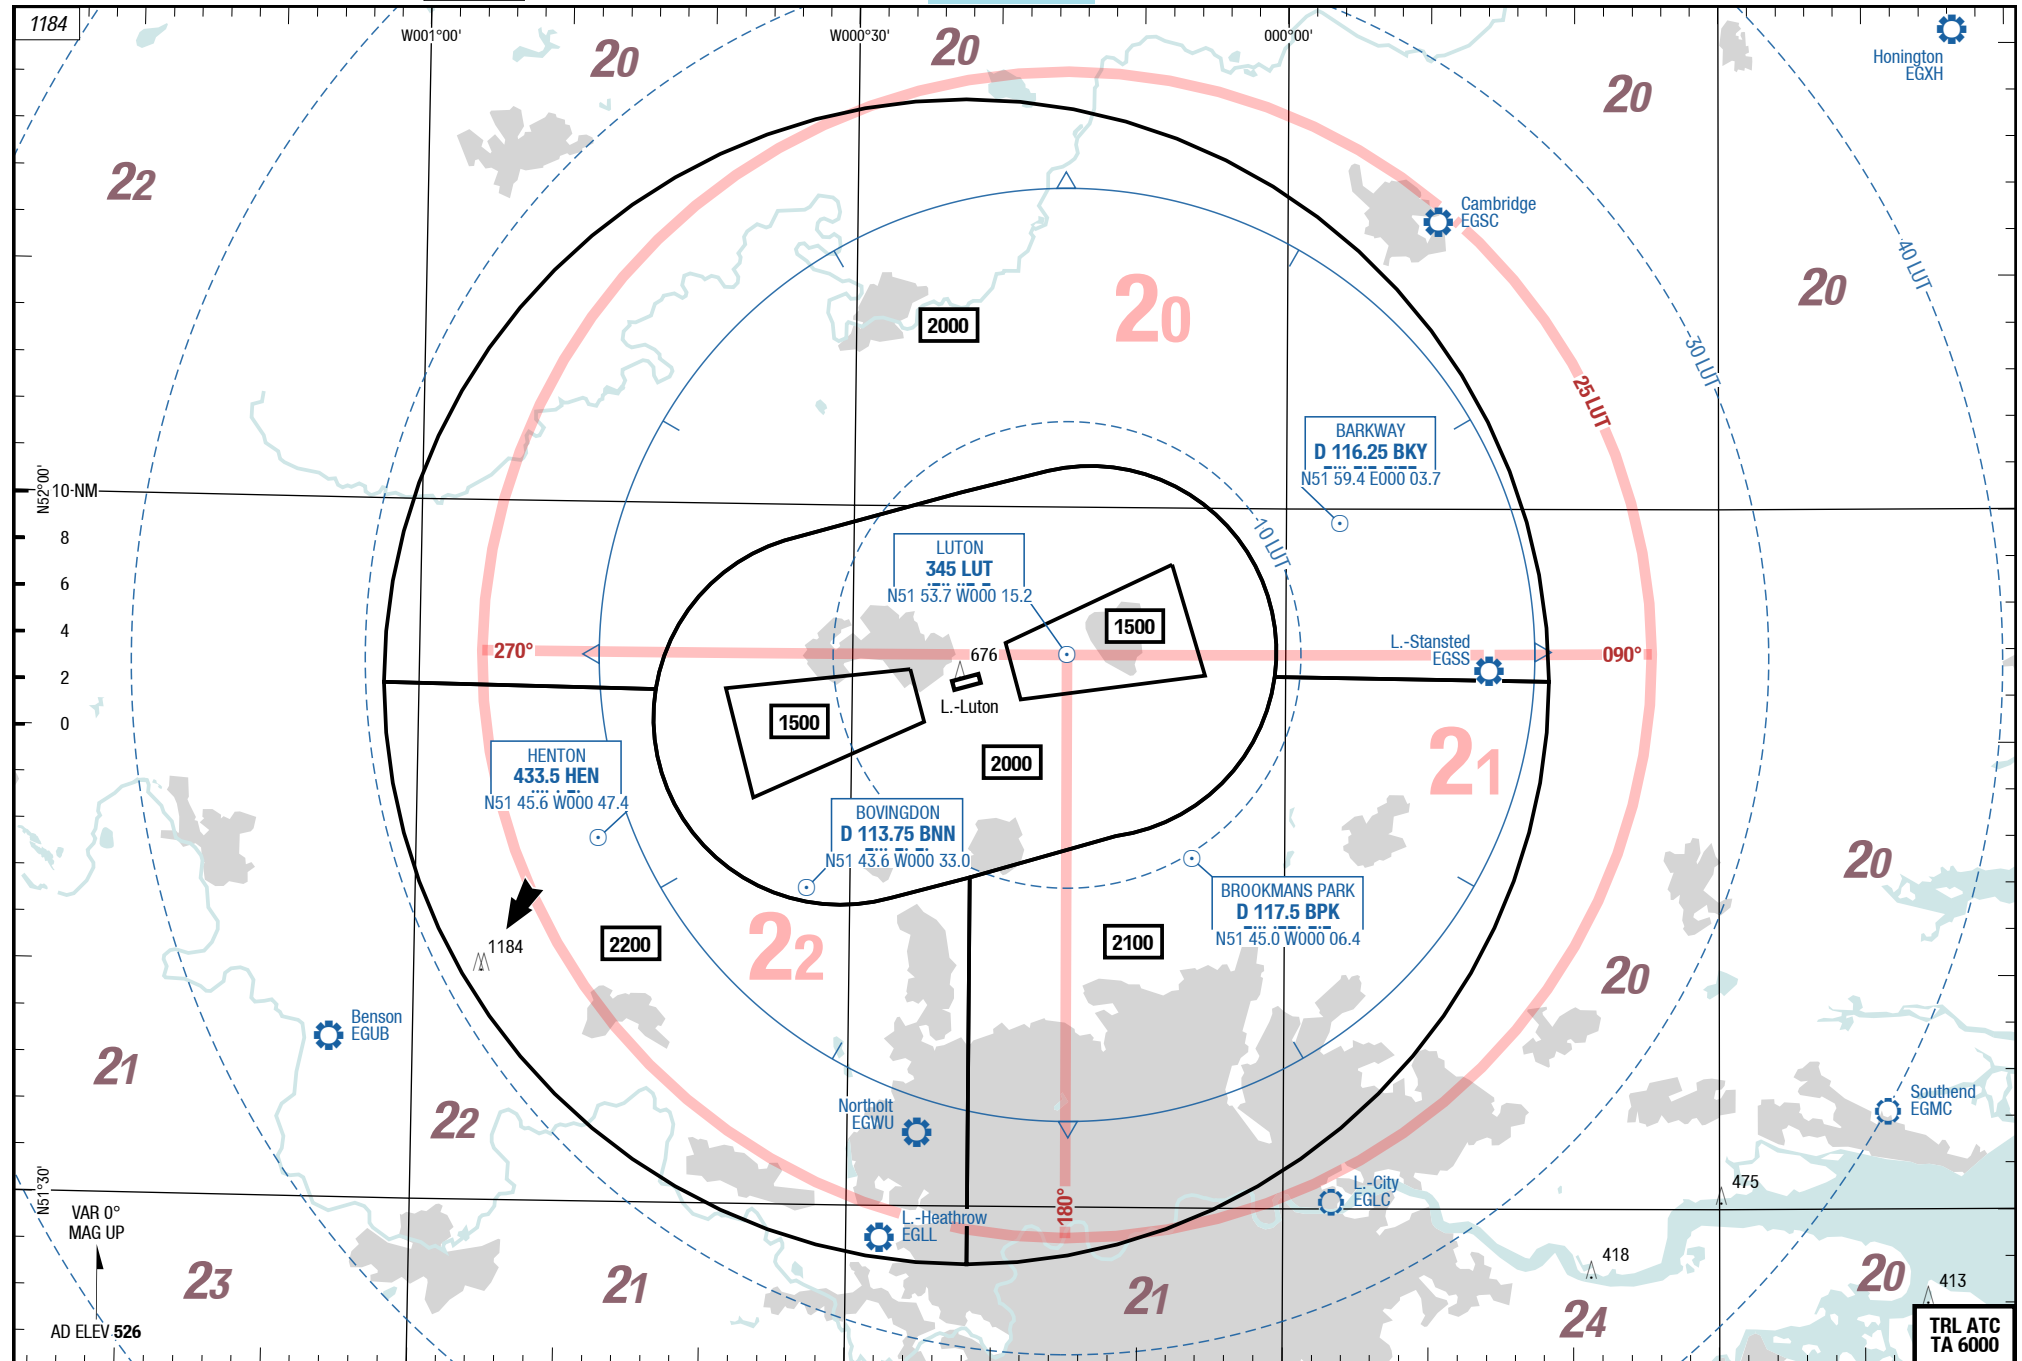 1184
W001°00'
W000°30'
000°00'
20
20
20
Honington
EGXH
22
Cambridge
EGSC
40 LUT
20
20
2000
30 LUT
25 LUT
BARKWAY
D 116.25 BKY
N51 59.4 E000 03.7
N52°00'
10-NM
8
6
4
2
0
10 LUT
LUTON
345 LUT
N51 53.7 W000 15.2
1500
270°
676
L.-Luton
L.-Stansted
EGSS
090°
1500
2000
21
HENTON
433.5 HEN
N51 45.6 W000 47.4
BOVINGDON
D 113.75 BNN
N51 43.6 W000 33.0
20
BROOKMANS PARK
D 117.5 BPK
N51 45.0 W000 06.4
2200
22
2100
1184
20
Benson
EGUB
21
22
Northolt
EGWU
Southend
EGMC
N51°30'
VAR 0°
MAG UP
180°
L.-City
EGLC
475
L.-Heathrow
EGLL
418
23
21
21
20
413
24
AD ELEV 526
TRL ATC
TA 6000